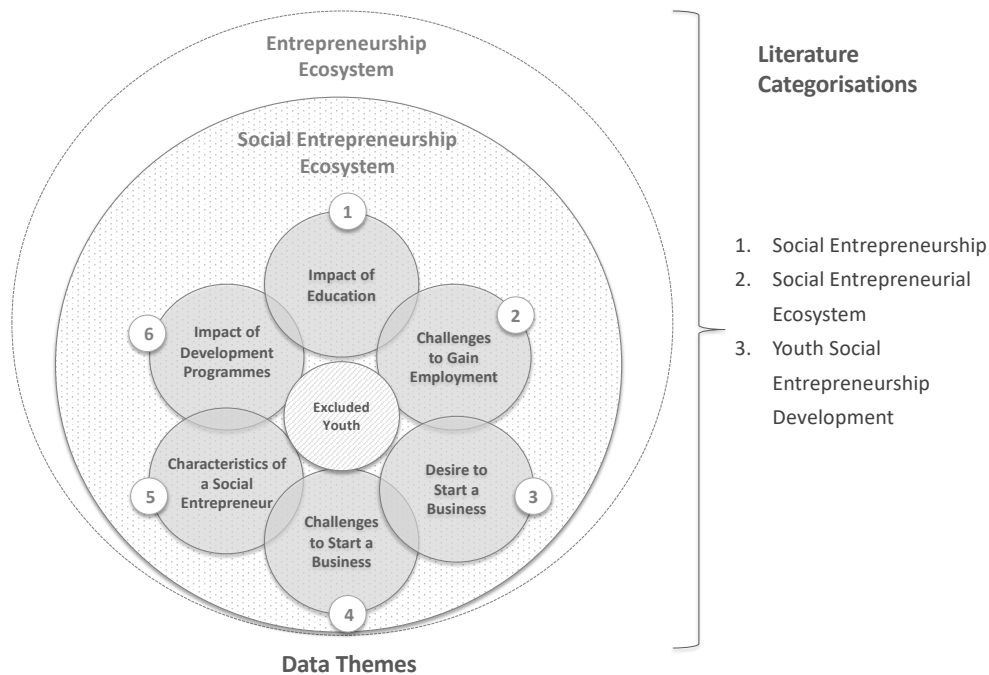 Entrepreneurship
Ecosystem
Social Entrepreneurship
Ecosystem
1
Impact of
Education
2
Challenges
to Gain
Employment
3
Desire to
Start a
Business
4
Challenges
to Start a
Business
5
Characteristics of
a Social
Entrepreneur
6
Impact of
Development
Programmes
Excluded
Youth
Data Themes
Literature
Categorisations
1. Social Entrepreneurship
2. Social Entrepreneurial
Ecosystem
3. Youth Social
Entrepreneurship
Development